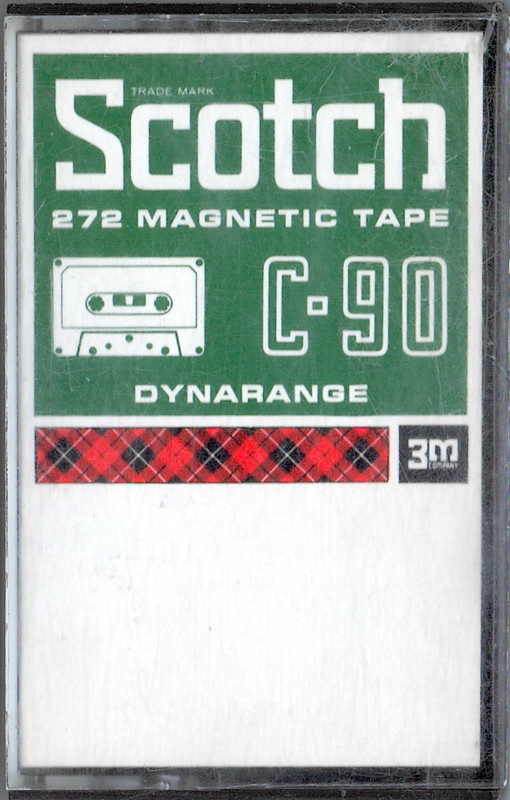 TRADE MARK
Scotch
272 MAGNETIC TAPE
C-90
DYNARANGE
3M
COMPANY